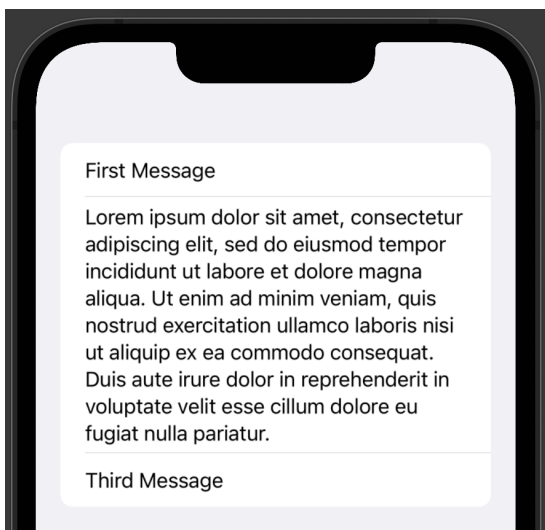 First Message
Lorem ipsum dolor sit amet, consectetur
adipiscing elit, sed do eiusmod tempor
incididunt ut labore et dolore magna
aliqua. Ut enim ad minim veniam, quis
nostrud exercitation ullamco laboris nisi
ut aliquip ex ea commodo consequat.
Duis aute irure dolor in reprehenderit in
voluptate velit esse cillum dolore eu
fugiat nulla pariatur.
Third Message